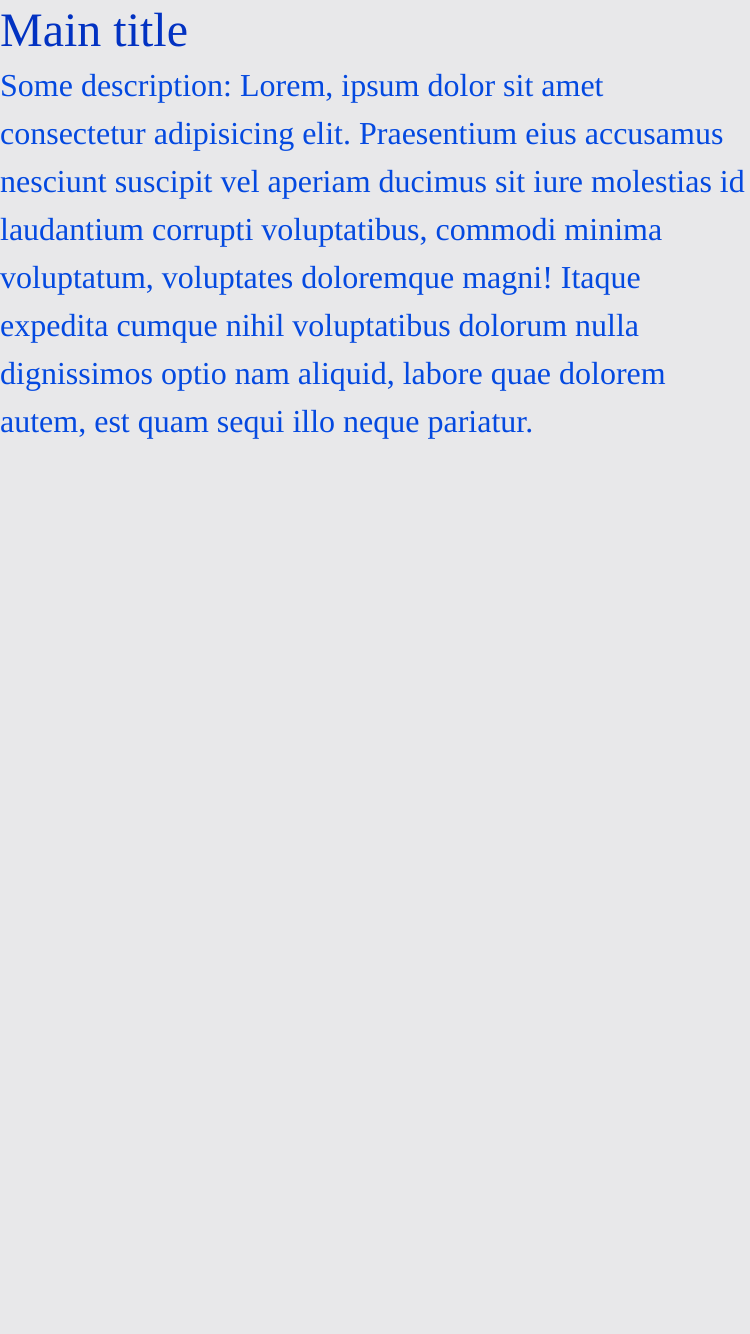 Main title
Some description: Lorem, ipsum dolor sit amet
consectetur adipisicing elit. Praesentium eius accusamus
nesciunt suscipit vel aperiam ducimus sit iure molestias id
laudantium corrupti voluptatibus, commodi minima
voluptatum, voluptates doloremque magni! Itaque
expedita cumque nihil voluptatibus dolorum nulla
dignissimos optio nam aliquid, labore quae dolorem
autem, est quam sequi illo neque pariatur.